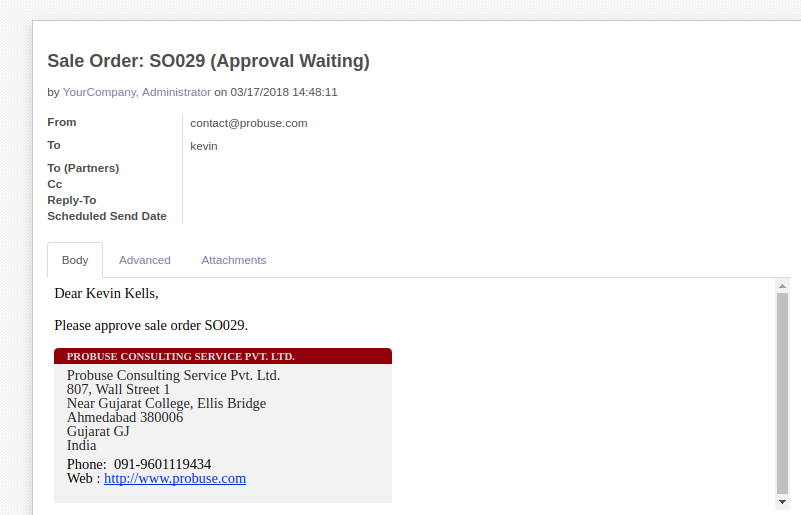 Sale Order: SO029 (Approval Waiting)
by YourCompany, Administrator on 03/17/2018 14:48:11
From contact@probuse.com
To kevin
To (Partners)
Cc
Reply-To
Scheduled Send Date
Body Advanced Attachments
Dear Kevin Kells,
Please approve sale order SO029.
PROBUSE CONSULTING SERVICE PVT. LTD.
Probuse Consulting Service Pvt. Ltd.
807, Wall Street 1
Near Gujarat College, Ellis Bridge
Ahmedabad 380006
Gujarat GJ
India
Phone: 091-9601119434
Web : http://www.probuse.com